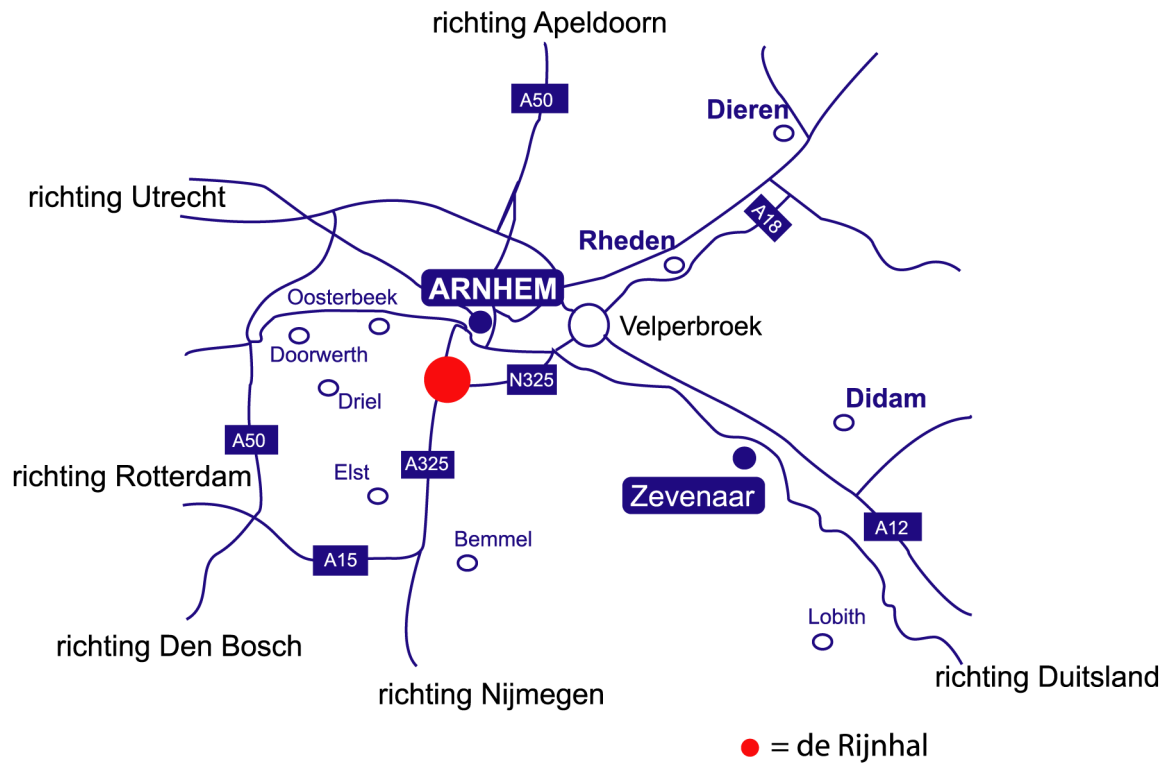 richting Apeldoorn
A50
Dieren
richting Utrecht
A18
Rheden
ARNHEM
Oosterbeek
Velperbroek
Doorwerth
N325
Driel
Didam
A50
A325
richting Rotterdam
Elst
Zevenaar
A12
Bemmel
A15
Lobith
richting Den Bosch
richting Duitsland
richting Nijmegen
= de Rijnhal